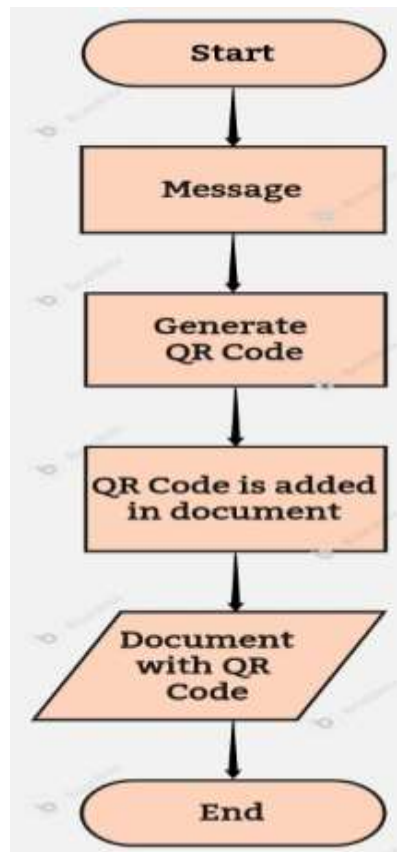 Start
Message
Generate
QR Code
QR Code is added
in document
Document
with QR
Code
End